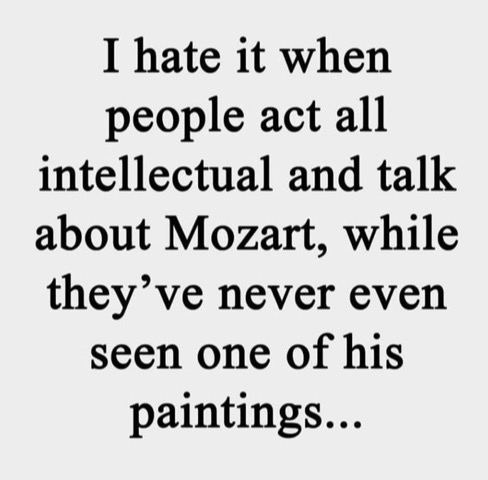 I hate it when
people act all
intellectual and talk
about Mozart, while
they’ve never even
seen one of his
paintings...